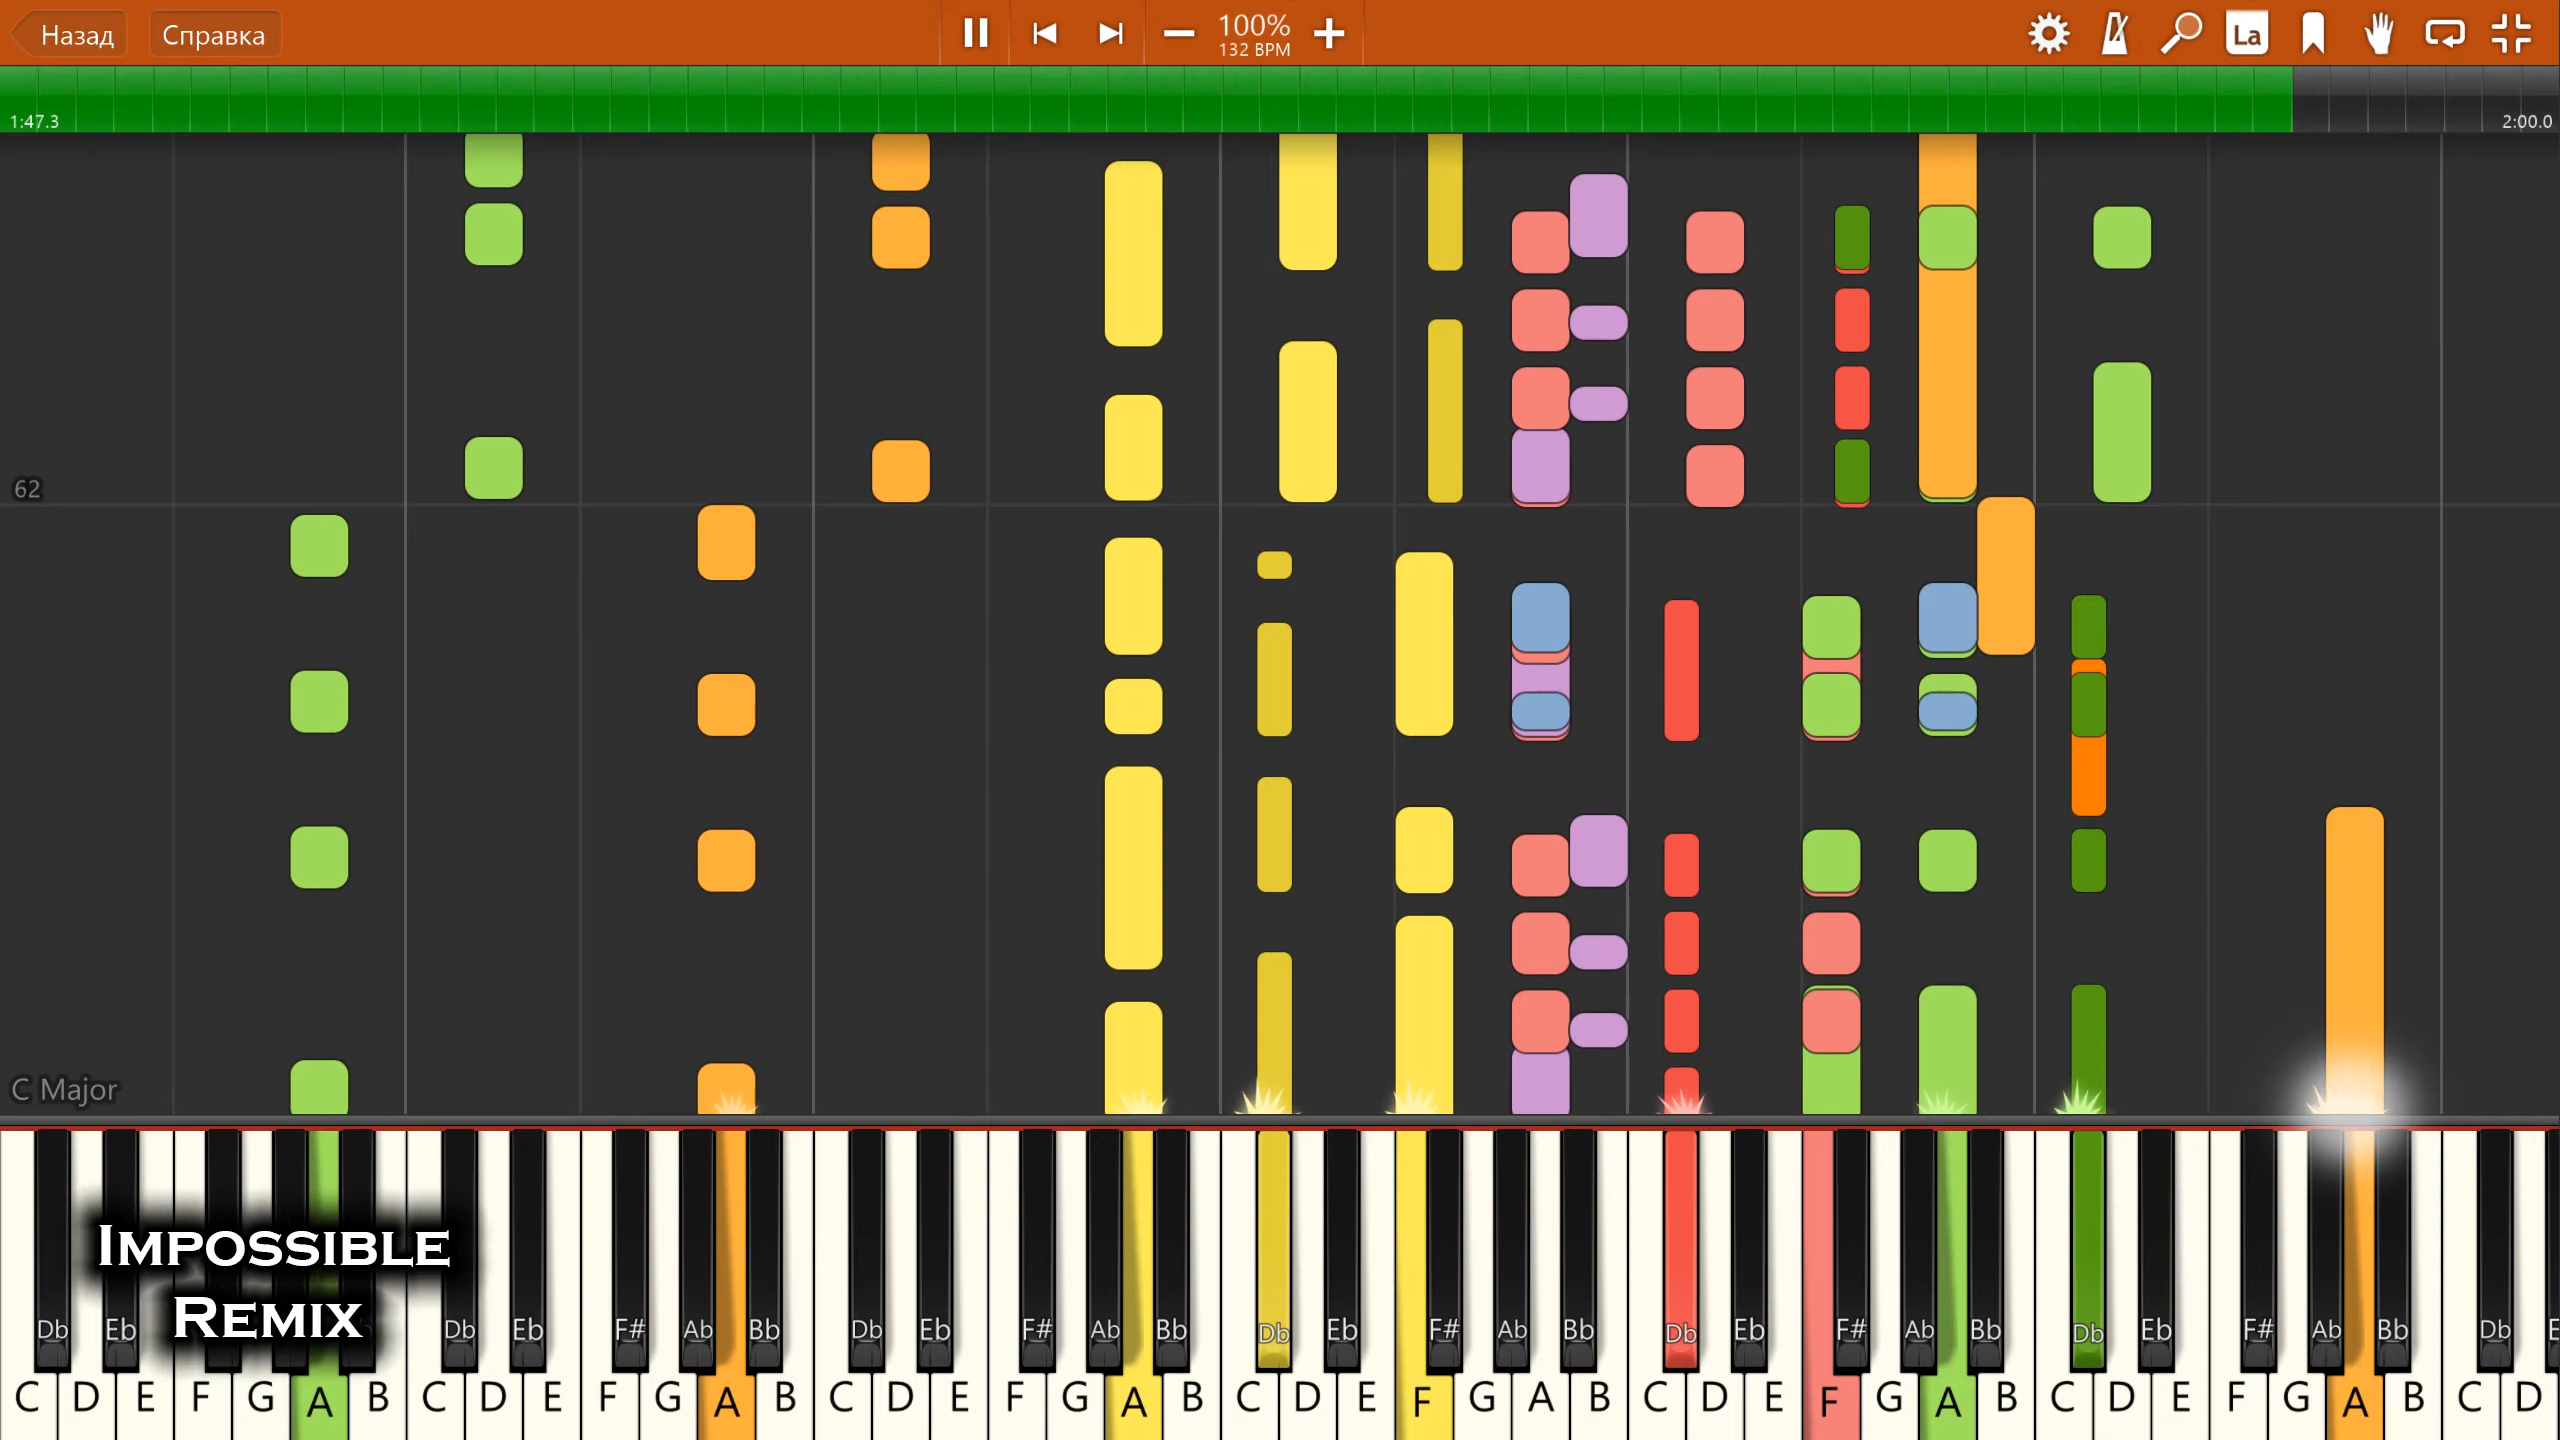 Назад Справка 100% La
132 BPM
1:47.3 2:00.0
62
C Major
Impossible
Remix
Db Eb Db Eb F# Ab Bb Db Eb F# Ab Bb Db Eb F# Ab Bb Db Eb F# Ab Bb Db Eb F# Ab Bb Db E
C D E F G A B C D E F G A B C D E F G A B C D E F G A B C D E F G A B C D E F G A B C D